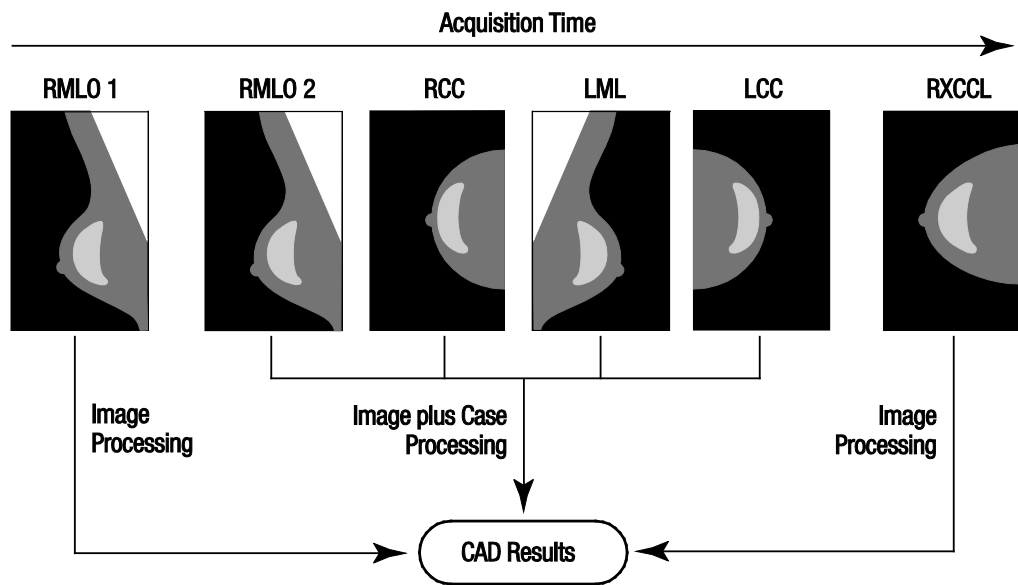 Acquisition Time
RMLO 1
RMLO 2
RCC
LML
LCC
RXCCL
Image
Processing
Image plus Case
Processing
Image
Processing
CAD Results